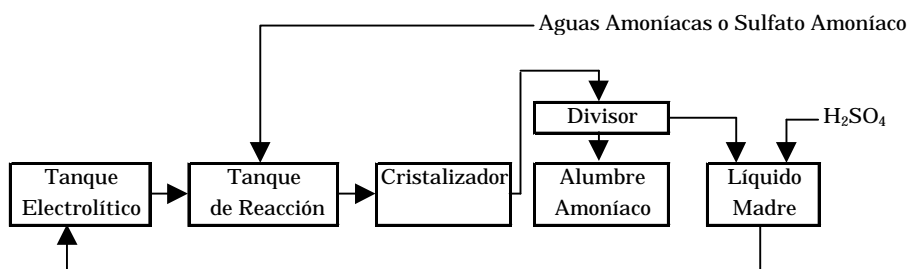 Aguas Amoníacas o Sulfato Amoníaco
Divisor
H₂SO₄
Tanque
Electrolítico
Tanque
de Reacción
Cristalizador
Alumbre
Amoníaco
Líquido
Madre